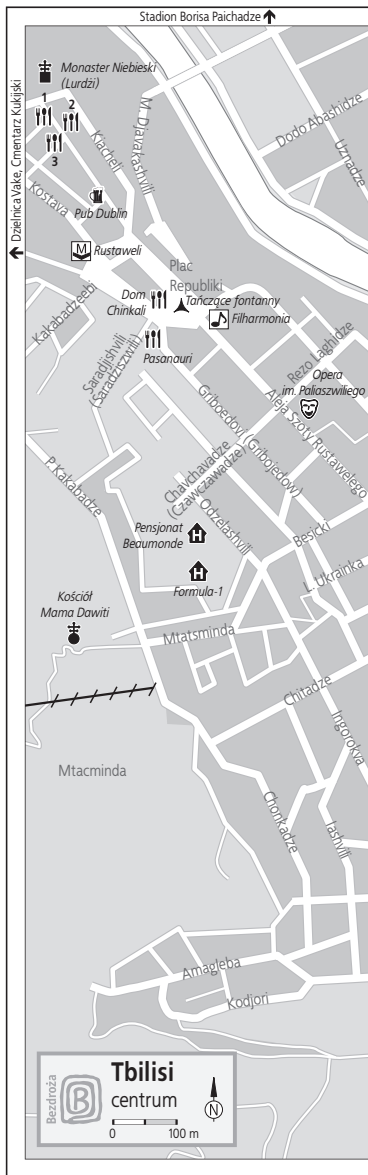 Stadion Borisa Paichadze
Dzielnica Vake, Cmentarz Kukijski
Monaster Niebieski
(Lurdżi)
1
2
3
M. Djavakashvili
Dodo Abashidze
Uznadze
Kiacheli
Kostava
Pub Dublin
M
Rustaweli
Plac
Republiki
Dom
Chinkali
Tańczące fontanny
Filharmonia
Kakabadzeebi
Pasanauri
Saradjishvili
(Saradziszwili)
Rezo Laghidze
Opera
im. Paliaszwiliego
Griboedov (Gribojedow)
Aleja Szoty Rustawelego
P. Kakabadze
Chavchavadze
(Czawczawadze)
Odzelashvili
Pensjonat
Beaumonde
H
Besicki
H
Formula-1
L. Ukrainka
Kościół
Mama Dawiti
Mtatsminda
Chitadze
Ingorokva
Mtacminda
Chonkadze
Iashvili
Amagleba
Kodjori
Bezdroża
B
Tbilisi
centrum
N
0 100 m